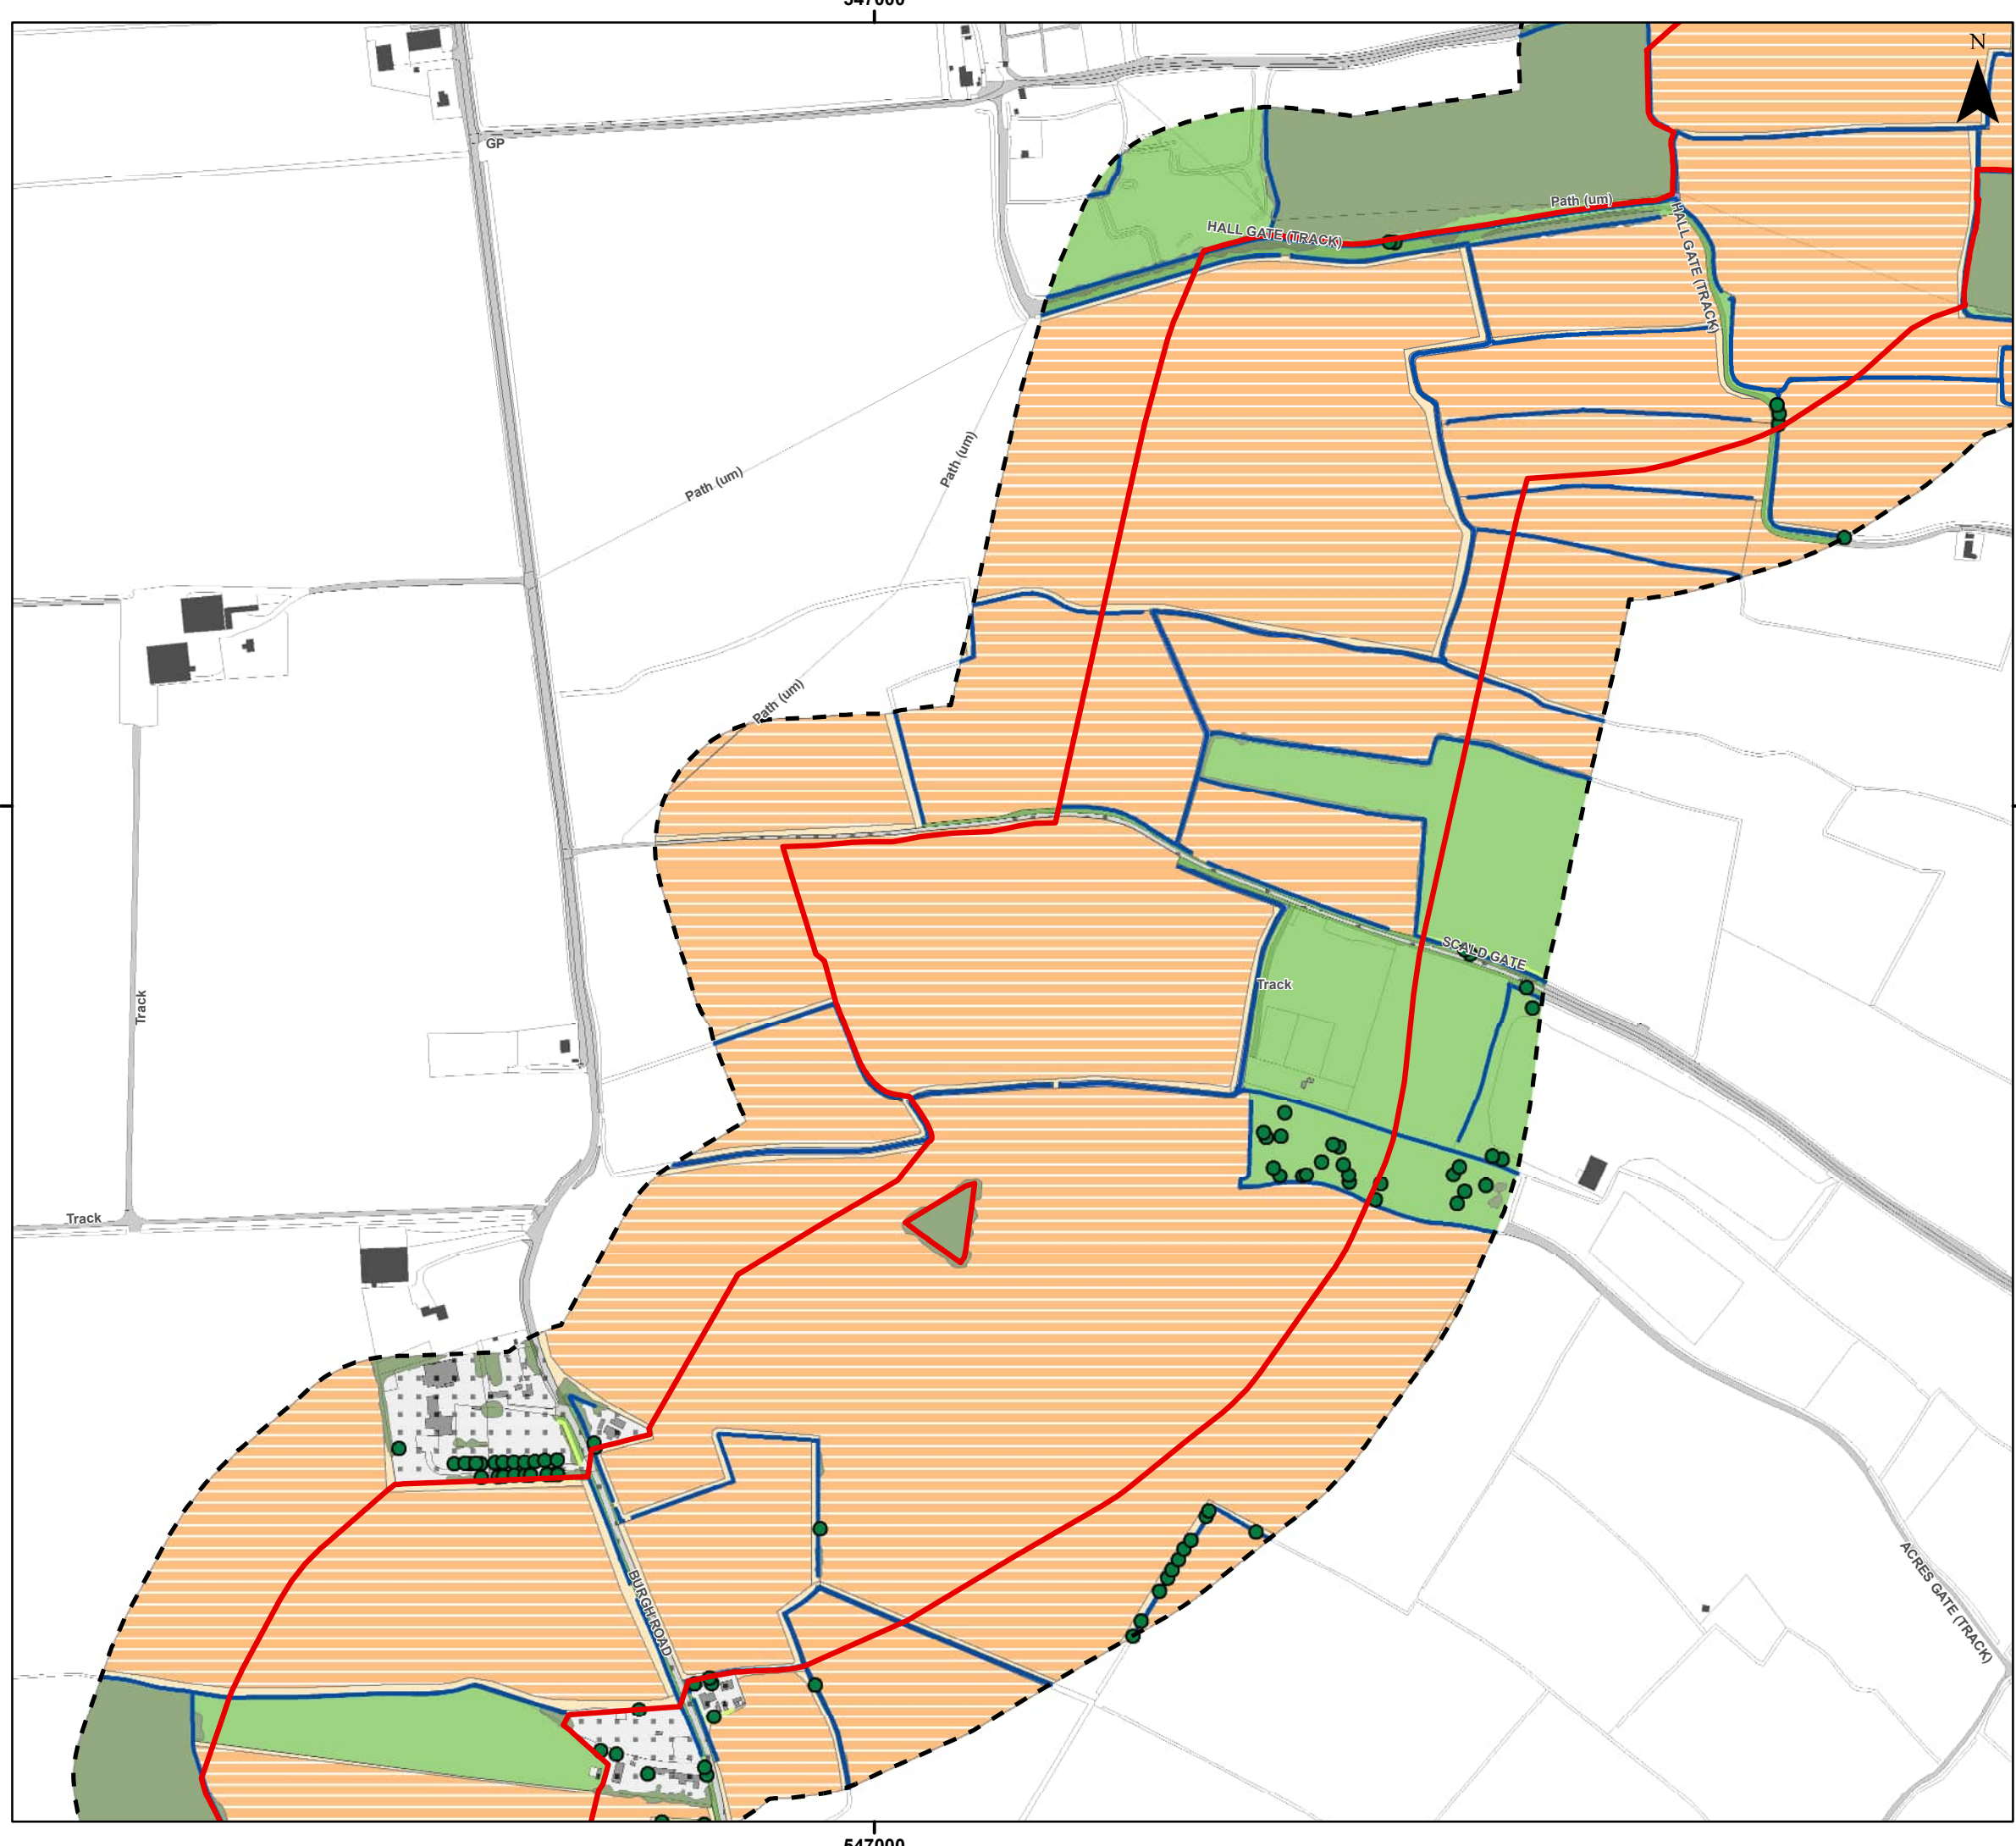 547000
N
GP
Path (um)
HALL GATE (TRACK)
HALL GATE (TRACK)
Path (um)
Path (um)
Path (um)
SCALD GATE
Track
Track
Track
BURGH ROAD
ACRES GATE (TRACK)
547000